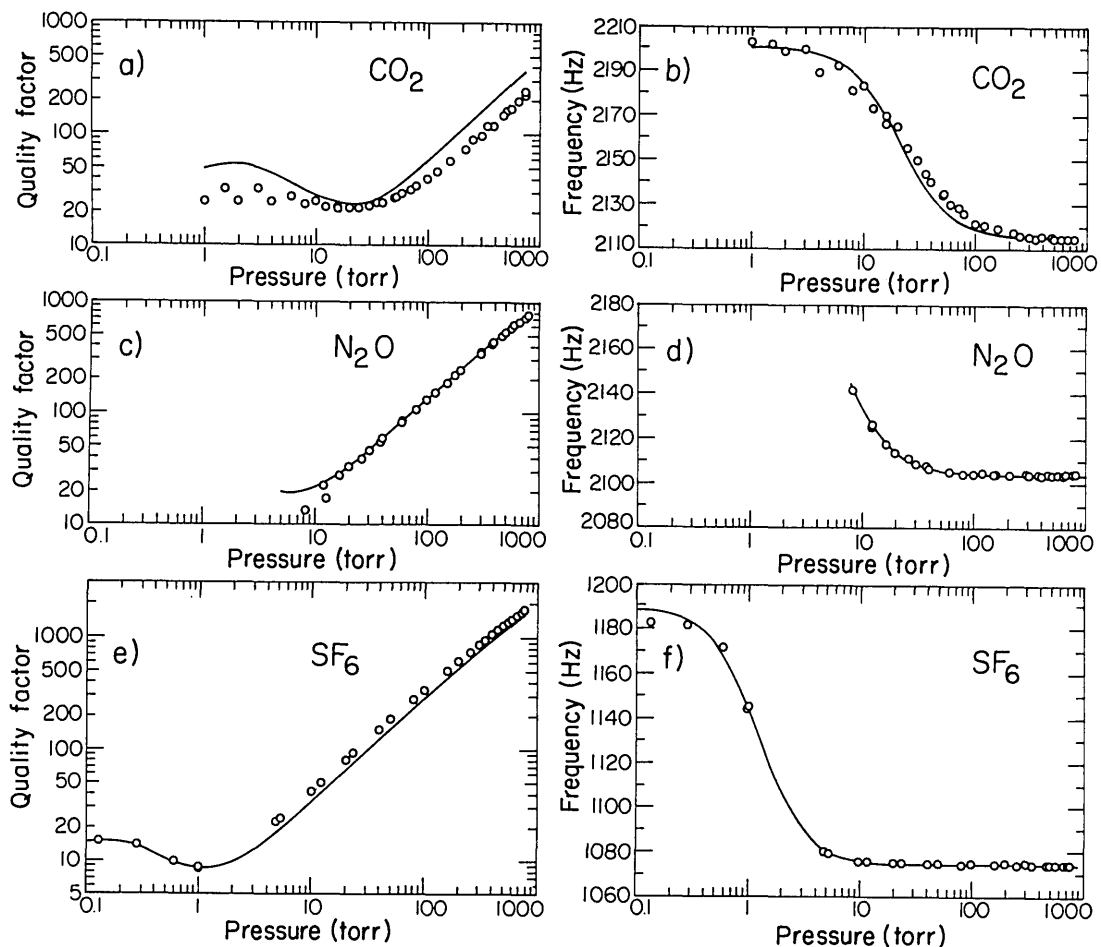 1000
500
200
100
50
20
10
Quality factor
a)
CO2
0.1 1 10 100 1000
Pressure (torr)
2210
2190
2170
2150
2130
2110
Frequency (Hz)
b)
CO2
0.1 1 10 100 1000
Pressure (torr)
1000
500
200
100
50
20
10
Quality factor
c)
N2O
0.1 1 10 100 1000
Pressure (torr)
2180
2160
2140
2120
2100
2080
Frequency (Hz)
d)
N2O
0.1 1 10 100 1000
Pressure (torr)
1000
500
200
100
50
20
10
5
Quality factor
e)
SF6
0.1 1 10 100 1000
Pressure (torr)
1200
1180
1160
1140
1120
1100
1080
1060
Frequency (Hz)
f)
SF6
0.1 1 10 100 1000
Pressure (torr)